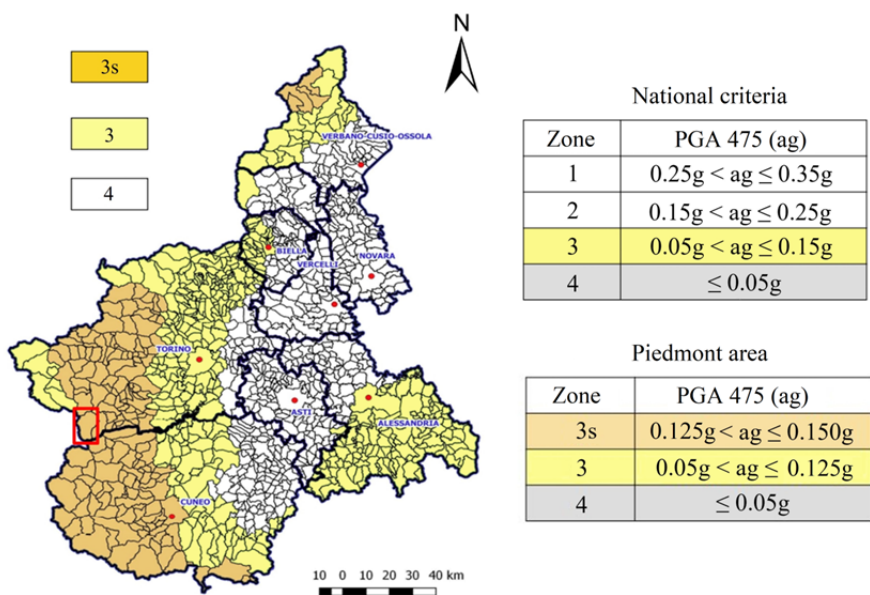 3s
3
4
N
VERBANO-CUSIO-OSSOLA
BIELLA
VERCELLI
NOVARA
TORINO
ASTI
ALESSANDRIA
CUNEO
10 0 10 20 30 40 km
National criteria
Zone PGA 475 (ag)
1 0.25g < ag ≤ 0.35g
2 0.15g < ag ≤ 0.25g
3 0.05g < ag ≤ 0.15g
4 ≤ 0.05g
Piedmont area
Zone PGA 475 (ag)
3s 0.125g < ag ≤ 0.150g
3 0.05g < ag ≤ 0.125g
4 ≤ 0.05g